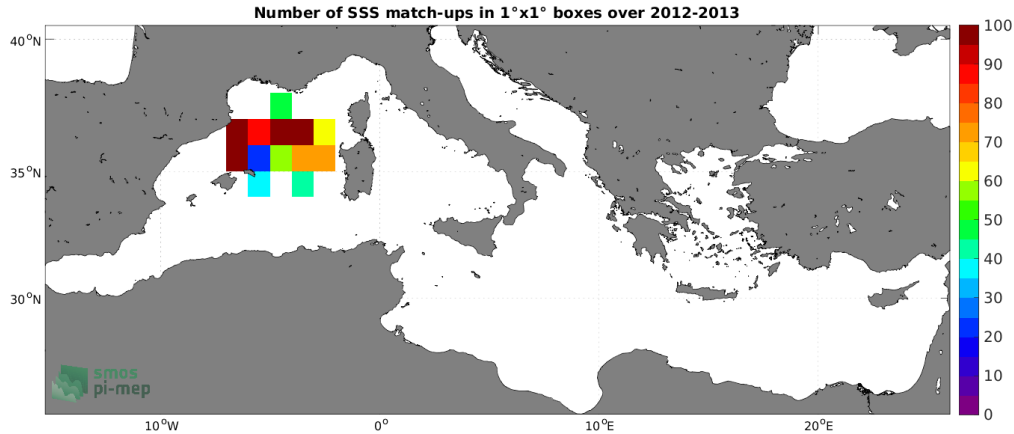 Number of SSS match-ups in 1°x1° boxes over 2012-2013
40°N
35°N
30°N
10°W
0°
10°E
20°E
100
90
80
70
60
50
40
30
20
10
0
smos
pi-mep